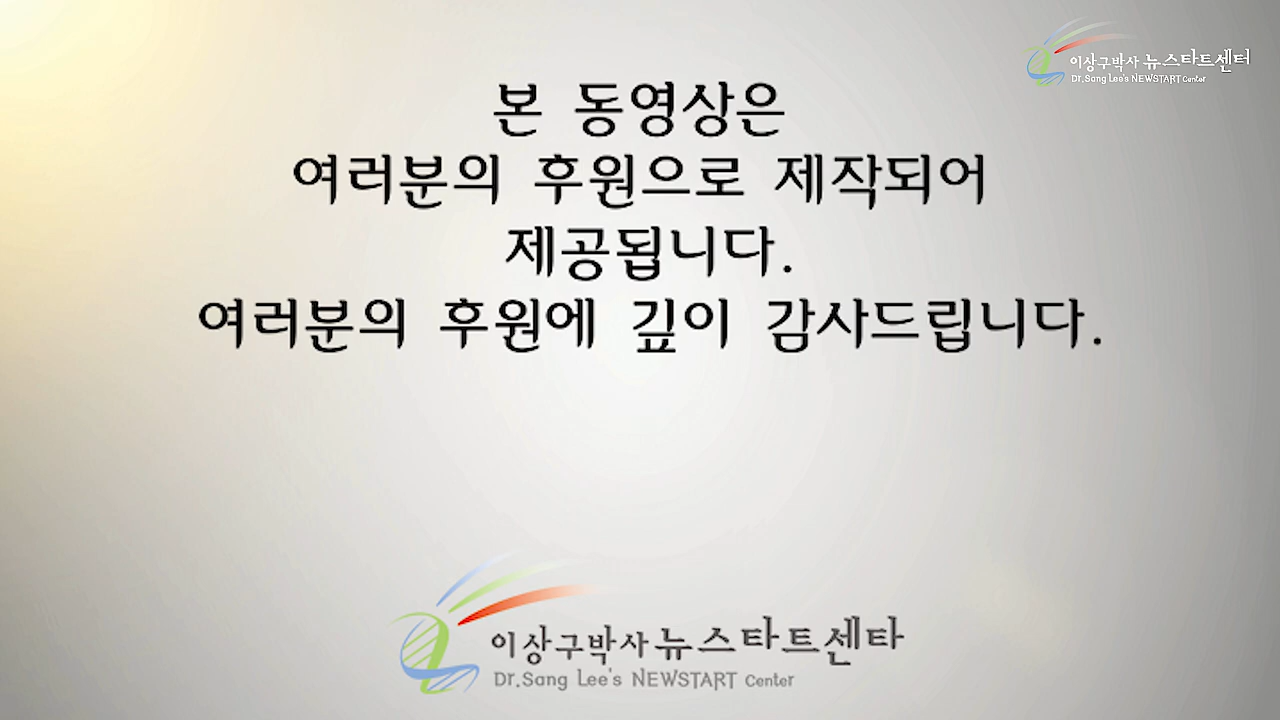 이상구박사 뉴스타트센터
Dr.Sang Lee's NEWSTART Center
본 동영상은
여러분의 후원으로 제작되어
제공됩니다.
여러분의 후원에 깊이 감사드립니다.
이상구박사 뉴스타트센타
Dr.Sang Lee's NEWSTART Center